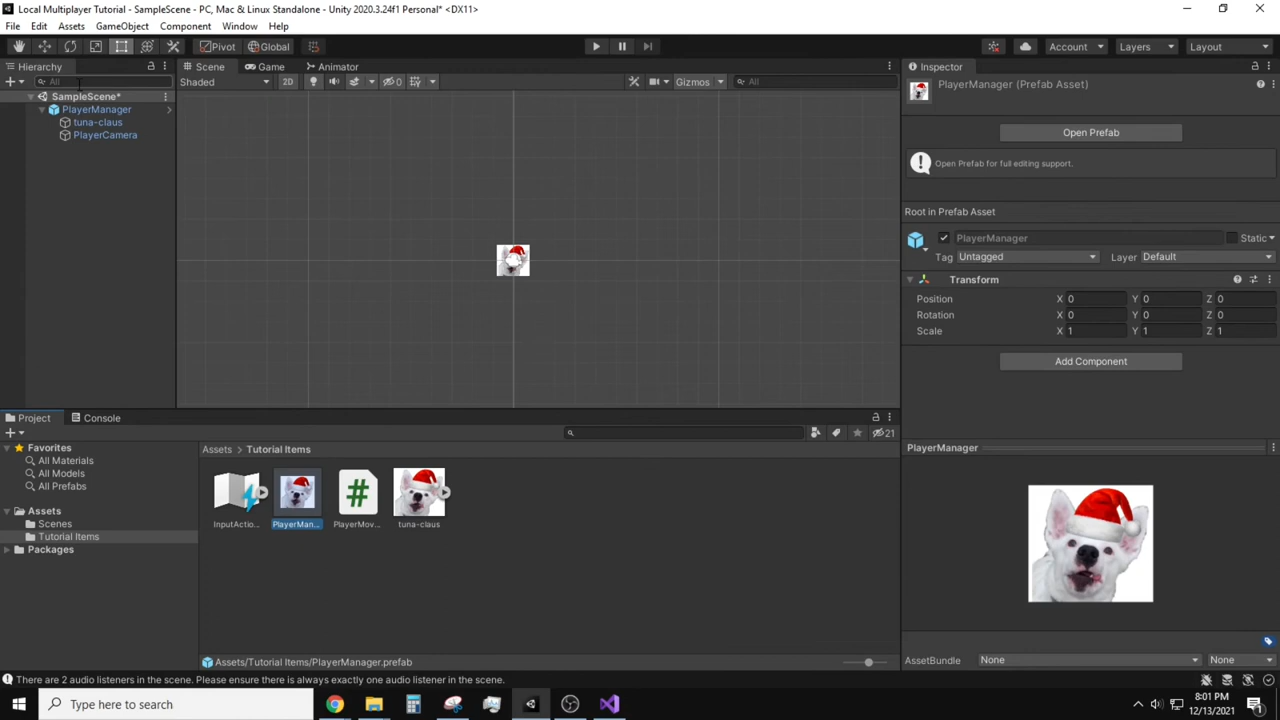 Local Multiplayer Tutorial - SampleScene - PC, Mac & Linux Standalone - Unity 2020.3.24f1 Personal* <DX11>
File Edit Assets GameObject Component Window Help
Pivot Global Account Layers Layout
Hierarchy Scene Game Animator Inspector
All Shaded 2D 0 Gizmos All
PlayerManager (Prefab Asset)
SampleScene*
PlayerManager
tuna-claus
PlayerCamera
Open Prefab
Open Prefab for full editing support.
Root in Prefab Asset
PlayerManager Static
Tag Untagged Layer Default
Transform
Position X 0 Y 0 Z 0
Rotation X 0 Y 0 Z 0
Scale X 1 Y 1 Z 1
Add Component
Project Console
21
Favorites
All Materials
All Models
All Prefabs
Assets
Scenes
Tutorial Items
Packages
Assets > Tutorial Items
InputActio... PlayerMan... PlayerMov... tuna-claus
Assets/Tutorial Items/PlayerManager.prefab
PlayerManager
AssetBundle None None
There are 2 audio listeners in the scene. Please ensure there is always exactly one audio listener in the scene.
Type here to search
8:01 PM
12/13/2021
1